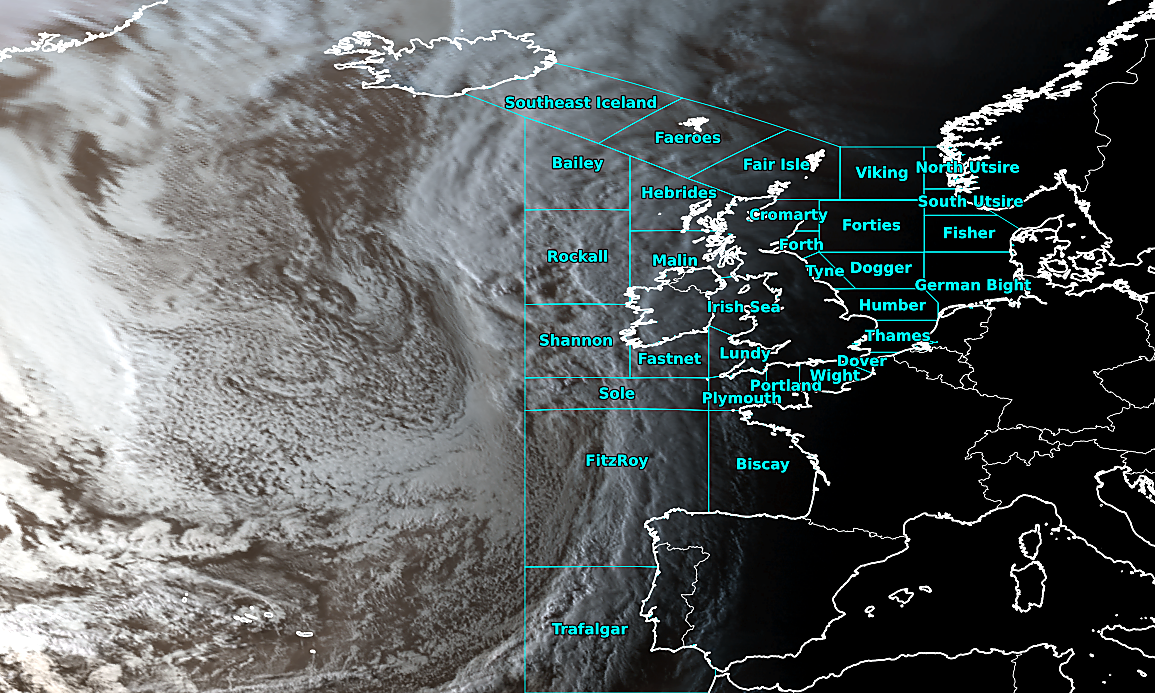 Southeast Iceland
Faeroes
Bailey
Fair Isle
Viking
North Utsire
Hebrides
South Utsire
Cromarty
Forties
Fisher
Forth
Rockall
Malin
Tyne
Dogger
German Bight
Irish Sea
Humber
Shannon
Thames
Fastnet
Lundy
Dover
Wight
Portland
Sole
Plymouth
FitzRoy
Biscay
Trafalgar